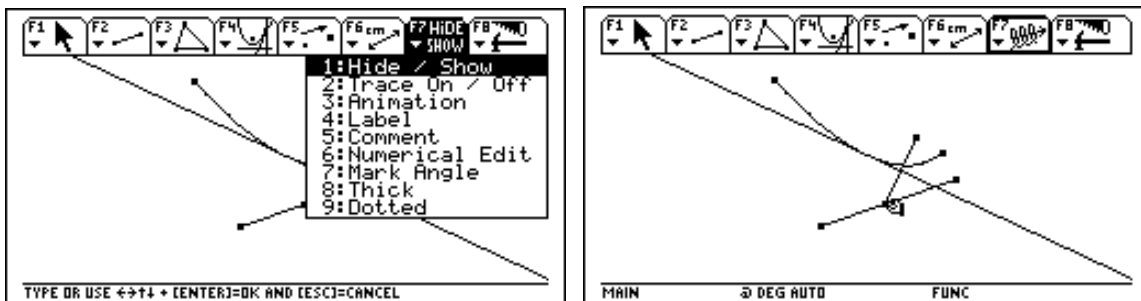 F1 F2 F3 F4 F5 F6 cm F7 HIDE SHOW F8
1:Hide / Show
2:Trace On / Off
3:Animation
4:Label
5:Comment
6:Numerical Edit
7:Mark Angle
8:Thick
9:Dotted
TYPE OR USE ←→↑↓ + [ENTER]=OK AND [ESC]=CANCEL
F1 F2 F3 F4 F5 F6 cm F7 F8
MAIN DEG AUTO FUNC